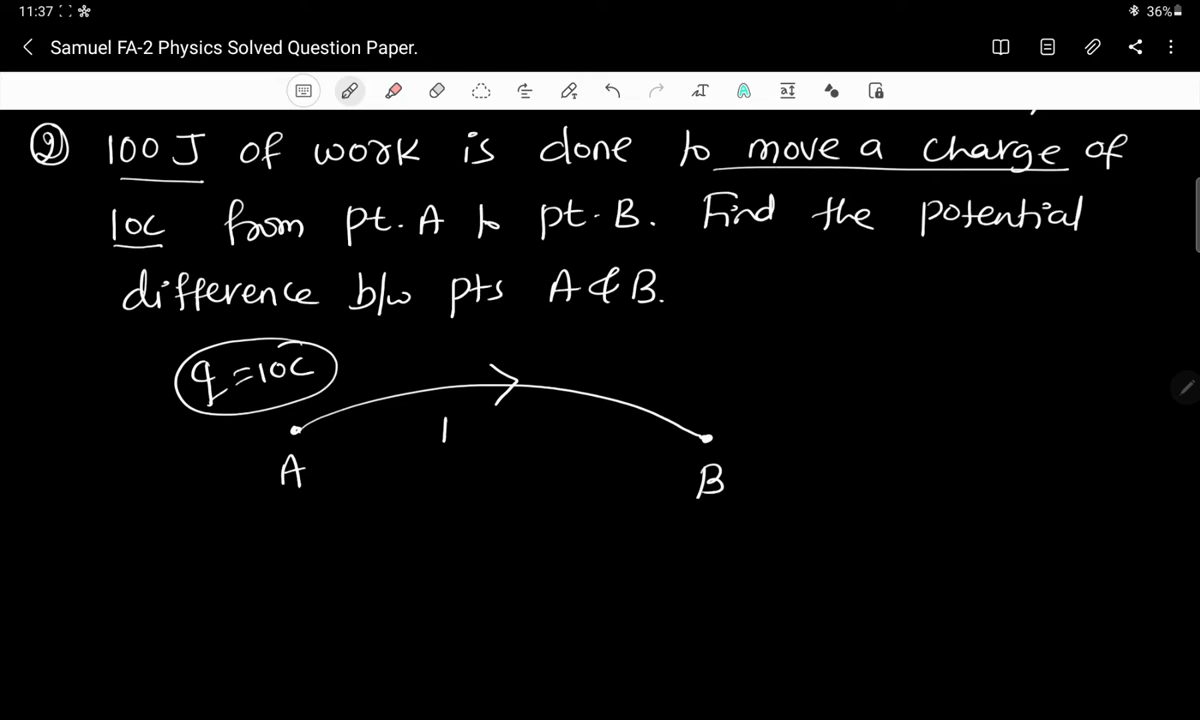 11:37
36%
Samuel FA-2 Physics Solved Question Paper.
② 100 J of work is done to move a charge of
10C from pt. A to pt. B. Find the potential
difference b/w pts A & B.
q = 10C
1
A
B